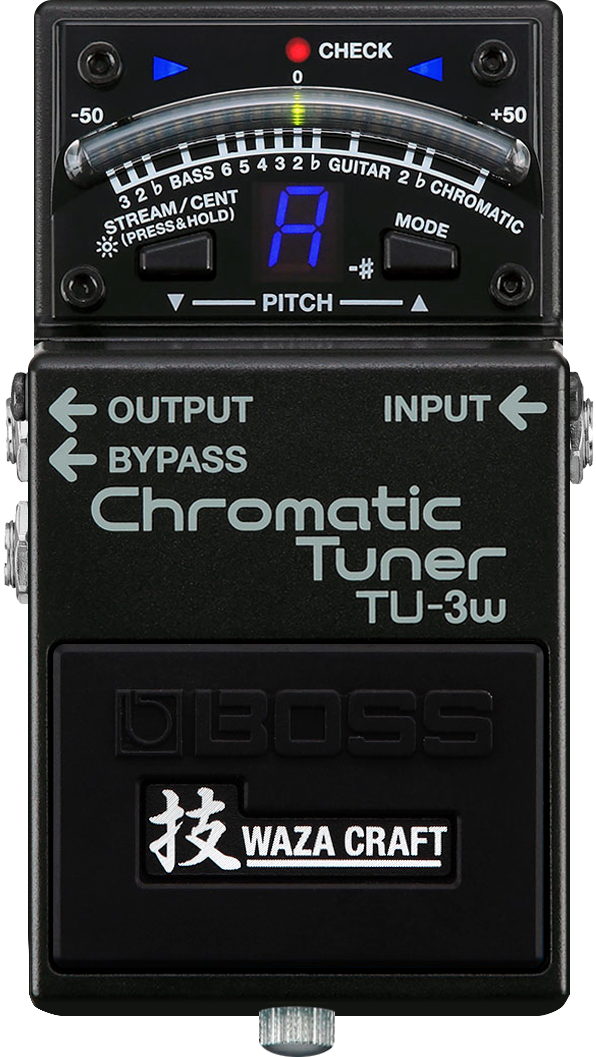 CHECK
0
-50 +50
3 2 ♭ BASS 6 5 4 3 2 ♭ GUITAR 2 ♭ CHROMATIC
STREAM/CENT
(PRESS&HOLD)
A
-#
MODE
▼ PITCH ▲
← OUTPUT INPUT ←
← BYPASS
Chromatic
Tuner
TU-3w
BOSS
技 WAZA CRAFT